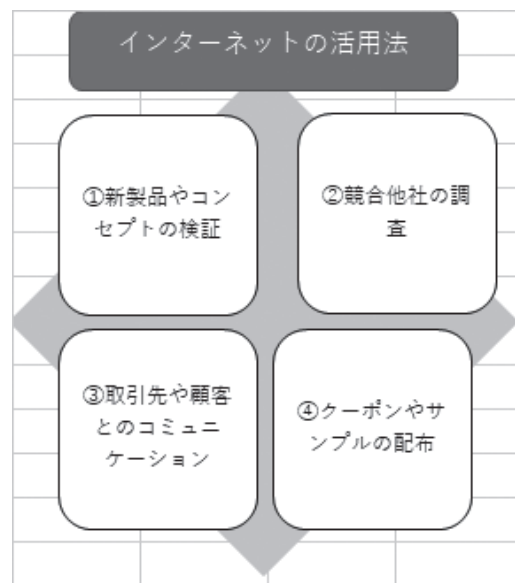 インターネットの活用法
①新製品やコン
セプトの検証
②競合他社の調
査
③取引先や顧客
とのコミュニ
ケーション
④クーポンやサ
ンプルの配布